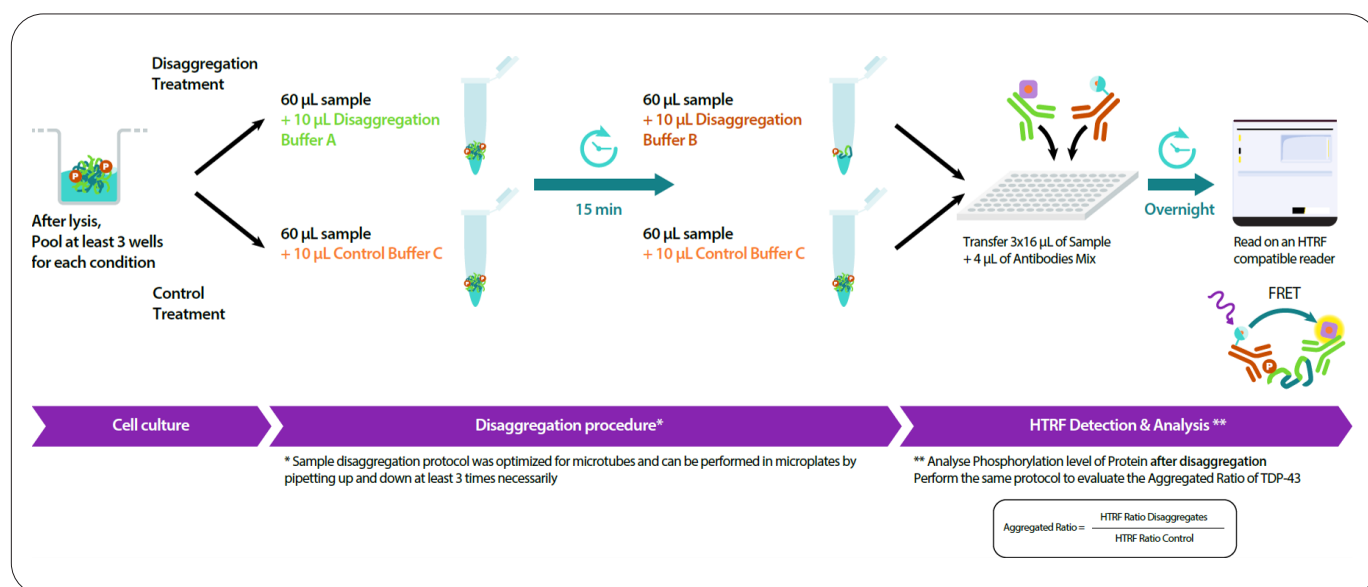 Disaggregation
Treatment
After lysis,
Pool at least 3 wells
for each condition
Control
Treatment
P
P
60 µL sample
+ 10 µL Disaggregation
Buffer A
60 µL sample
+ 10 µL Control Buffer C
15 min
60 µL sample
+ 10 µL Disaggregation
Buffer B
60 µL sample
+ 10 µL Control Buffer C
Transfer 3x16 µL of Sample
+ 4 µL of Antibodies Mix
Overnight
Read on an HTRF
compatible reader
FRET
P
Cell culture
Disaggregation procedure*
HTRF Detection & Analysis **
* Sample disaggregation protocol was optimized for microtubes and can be performed in microplates by
pipetting up and down at least 3 times necessarily
** Analyse Phosphorylation level of Protein after disaggregation
Perform the same protocol to evaluate the Aggregated Ratio of TDP-43
Aggregated Ratio =
HTRF Ratio Disaggregates
HTRF Ratio Control